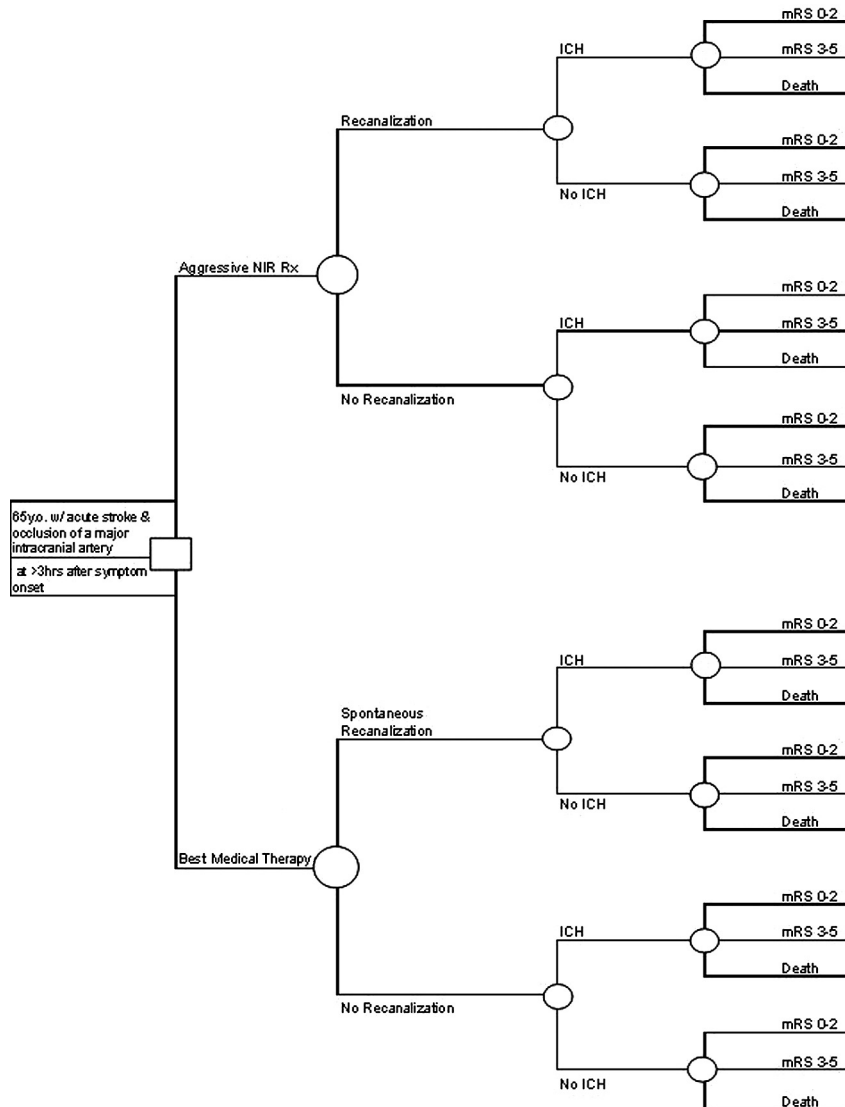 mRS 0-2
ICH
mRS 3-5
Death
Recanalization
mRS 0-2
mRS 3-5
No ICH
Death
Aggressive NIR Rx
mRS 0-2
ICH
mRS 3-5
Death
No Recanalization
mRS 0-2
mRS 3-5
No ICH
Death
65y.o. w/ acute stroke &
occlusion of a major
intracranial artery
at >3hrs after symptom
onset
mRS 0-2
ICH
mRS 3-5
Death
Spontaneous
Recanalization
mRS 0-2
mRS 3-5
No ICH
Death
Best Medical Therapy
mRS 0-2
ICH
mRS 3-5
Death
No Recanalization
mRS 0-2
mRS 3-5
No ICH
Death